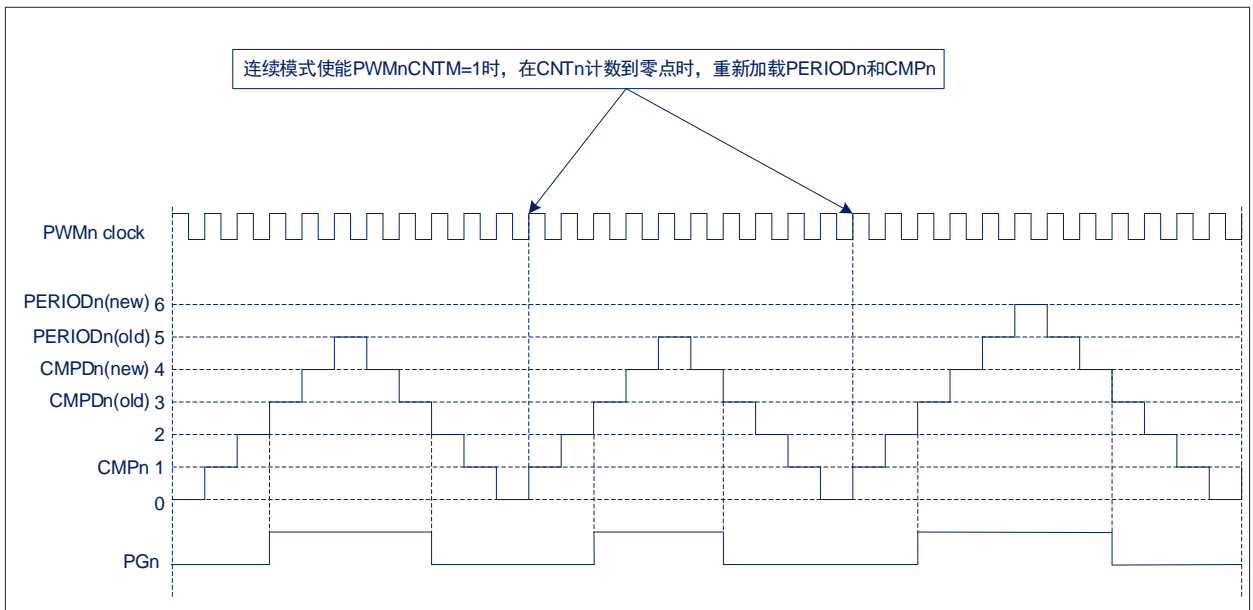 连续模式使能PWMnCNTM=1时，在CNTn计数到零点时，重新加载PERIODn和CMPn
PWMn clock
PERIODn(new) 6
PERIODn(old) 5
CMPDn(new) 4
CMPDn(old) 3
2
CMPn 1
0
PGn